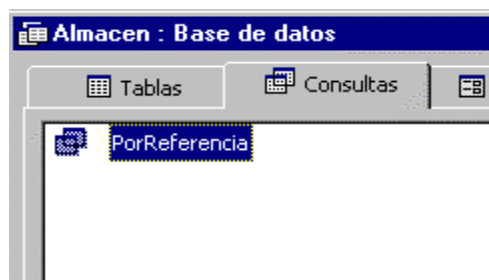 Almacen : Base de datos
Tablas
Consultas
PorReferencia